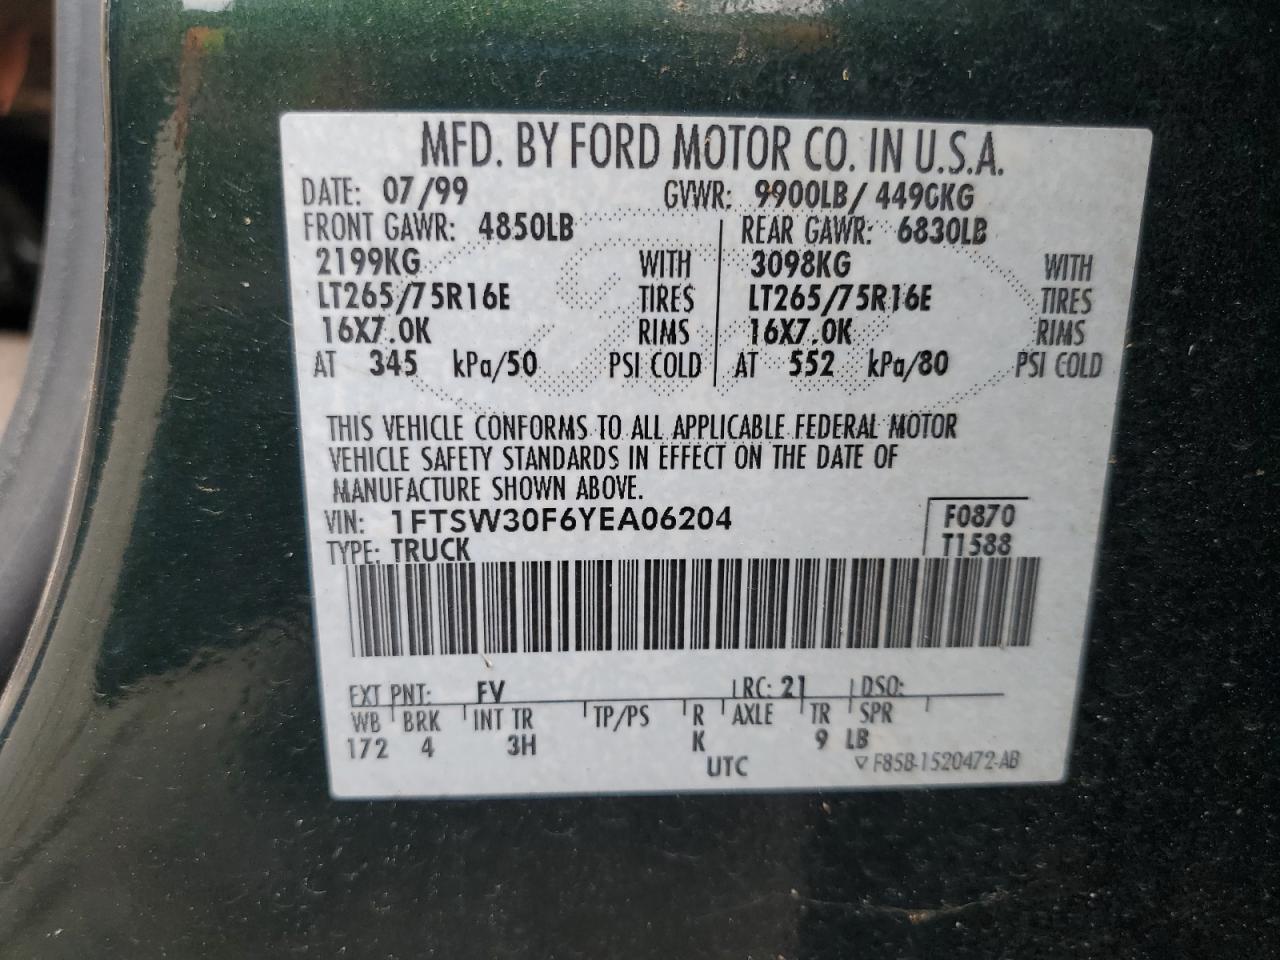 MFD. BY FORD MOTOR CO. IN U.S.A.
DATE: 07/99 GVWR: 9900LB/ 4490KG
FRONT GAWR: 4850LB REAR GAWR: 6830LB
2199KG WITH 3098KG WITH
LT265/75R16E TIRES LT265/75R16E TIRES
16X7.0K RIMS 16X7.0K RIMS
AT 345 kPa/50 PSI COLD AT 552 kPa/80 PSI COLD
THIS VEHICLE CONFORMS TO ALL APPLICABLE FEDERAL MOTOR
VEHICLE SAFETY STANDARDS IN EFFECT ON THE DATE OF
MANUFACTURE SHOWN ABOVE.
VIN: 1FTSW30F6YEA06204 F0870
TYPE: TRUCK T1588
EXT PNT: FV RC: 21 DSO:
WB BRK INT TR TP/PS R AXLE TR SPR
172 4 3H K 9 LB
UTC F85B-1520472-AB